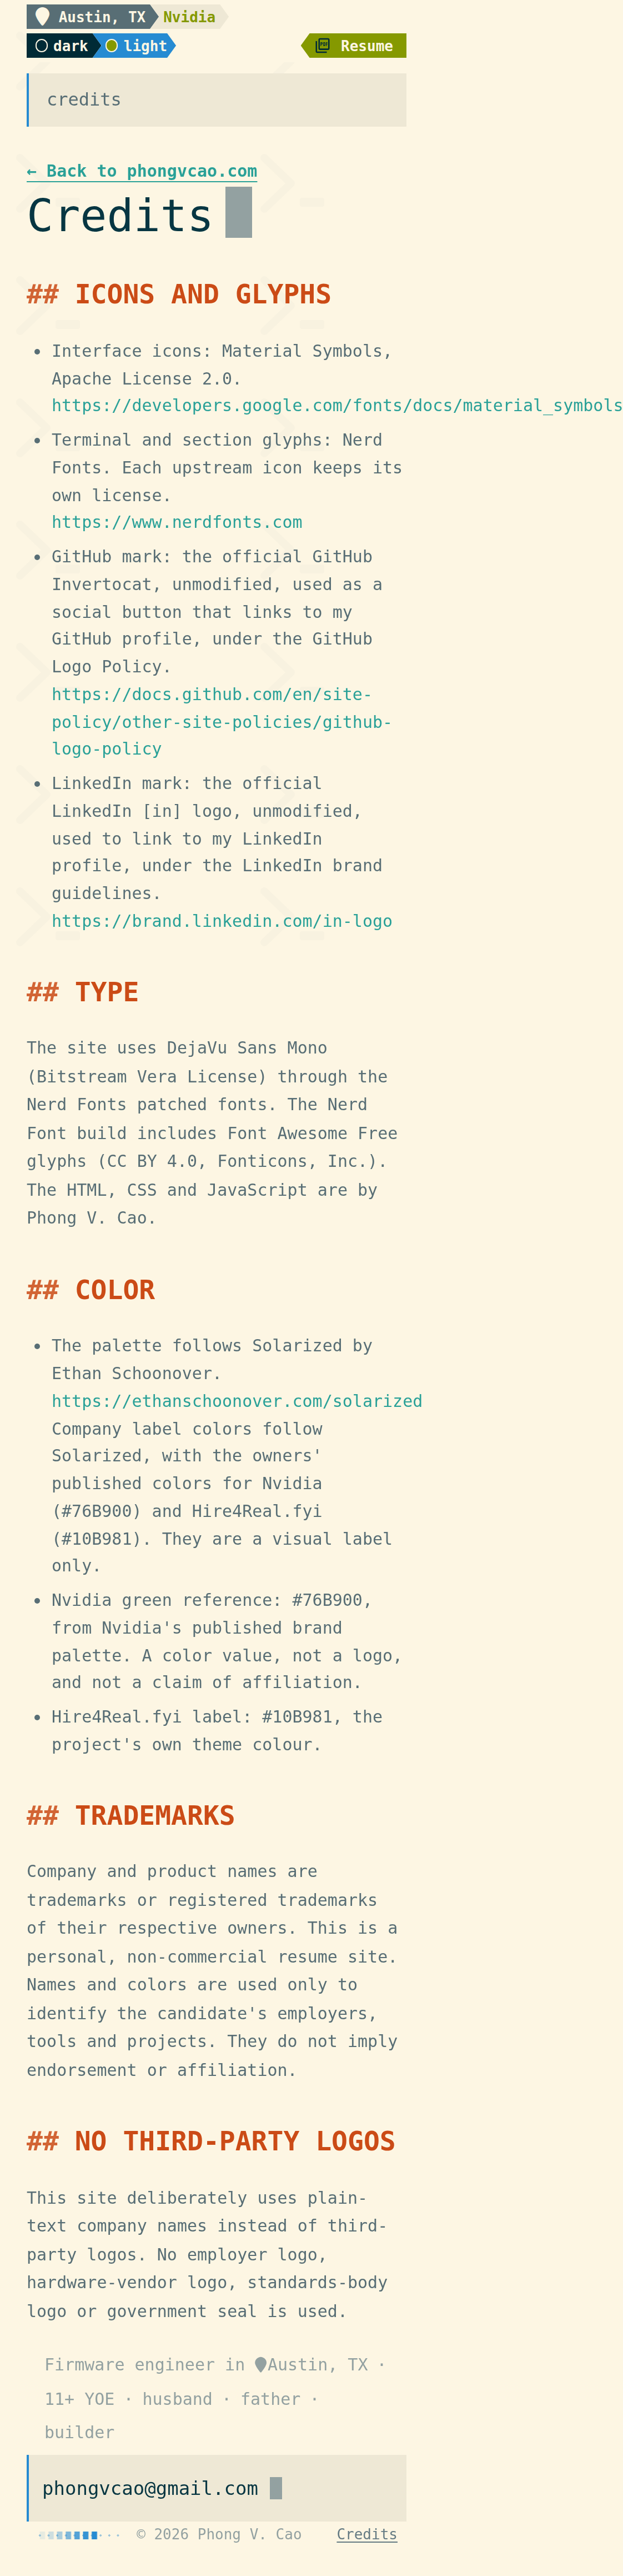 Austin, TX Nvidia
dark light Resume
credits
← Back to phongvcao.com
Credits
## ICONS AND GLYPHS
• Interface icons: Material Symbols,
Apache License 2.0.
https://developers.google.com/fonts/docs/material_symbols
• Terminal and section glyphs: Nerd
Fonts. Each upstream icon keeps its
own license.
https://www.nerdfonts.com
• GitHub mark: the official GitHub
Invertocat, unmodified, used as a
social button that links to my
GitHub profile, under the GitHub
Logo Policy.
https://docs.github.com/en/site-
policy/other-site-policies/github-
logo-policy
• LinkedIn mark: the official
LinkedIn [in] logo, unmodified,
used to link to my LinkedIn
profile, under the LinkedIn brand
guidelines.
https://brand.linkedin.com/in-logo
## TYPE
The site uses DejaVu Sans Mono
(Bitstream Vera License) through the
Nerd Fonts patched fonts. The Nerd
Font build includes Font Awesome Free
glyphs (CC BY 4.0, Fonticons, Inc.).
The HTML, CSS and JavaScript are by
Phong V. Cao.
## COLOR
• The palette follows Solarized by
Ethan Schoonover.
https://ethanschoonover.com/solarized
Company label colors follow
Solarized, with the owners'
published colors for Nvidia
(#76B900) and Hire4Real.fyi
(#10B981). They are a visual label
only.
• Nvidia green reference: #76B900,
from Nvidia's published brand
palette. A color value, not a logo,
and not a claim of affiliation.
• Hire4Real.fyi label: #10B981, the
project's own theme colour.
## TRADEMARKS
Company and product names are
trademarks or registered trademarks
of their respective owners. This is a
personal, non-commercial resume site.
Names and colors are used only to
identify the candidate's employers,
tools and projects. They do not imply
endorsement or affiliation.
## NO THIRD-PARTY LOGOS
This site deliberately uses plain-
text company names instead of third-
party logos. No employer logo,
hardware-vendor logo, standards-body
logo or government seal is used.
Firmware engineer in Austin, TX ·
11+ YOE · husband · father ·
builder
phongvcao@gmail.com
© 2026 Phong V. Cao Credits